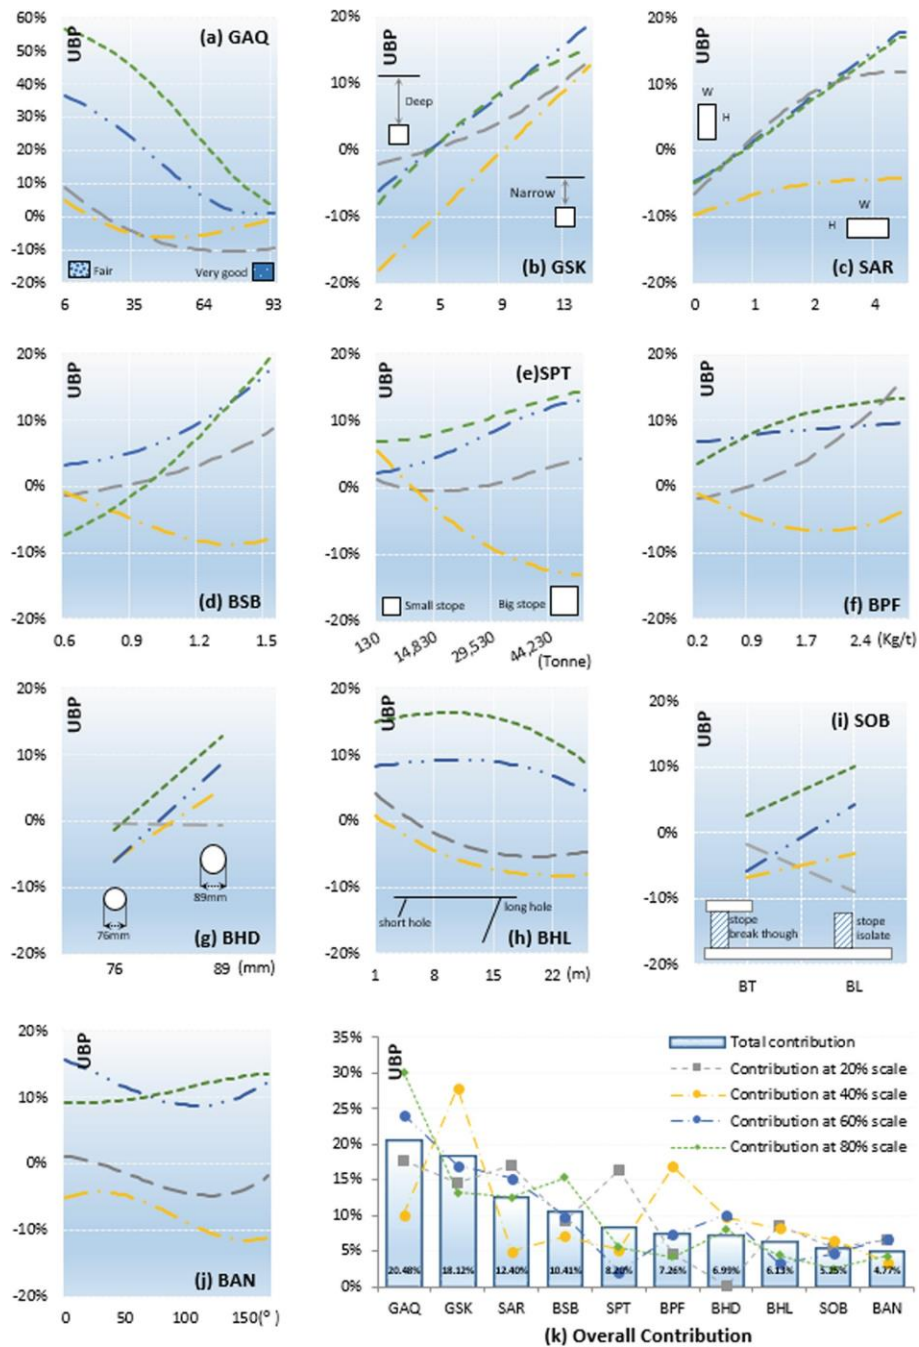 60%
50%
40%
30%
20%
10%
0%
-10%
-20%
UBP
(a) GAQ
Fair
Very good
6 35 64 93
20%
10%
0%
-10%
-20%
UBP
Deep
Narrow
(b) GSK
2 5 9 13
20%
10%
0%
-10%
-20%
UBP
W
H
W
H
(c) SAR
0 1 2 4
20%
10%
0%
-10%
-20%
UBP
(d) BSB
0.6 0.9 1.2 1.5
20%
10%
0%
-10%
-20%
UBP
(e)SPT
Small stope
Big stope
130 14,830 29,530 44,230
(Tonne)
20%
10%
0%
-10%
-20%
UBP
(f) BPF
0.2 0.9 1.7 2.4 (Kg/t)
20%
10%
0%
-10%
-20%
UBP
89mm
76mm
(g) BHD
76 89 (mm)
20%
10%
0%
-10%
-20%
UBP
short hole
long hole
(h) BHL
1 8 15 22 (m)
20%
10%
0%
-10%
-20%
UBP
(i) SOB
stope
break though
stope
isolate
BT BL
20%
10%
0%
-10%
-20%
UBP
(j) BAN
0 50 100 150(°)
35%
30%
25%
20%
15%
10%
5%
0%
UBP
Total contribution
Contribution at 20% scale
Contribution at 40% scale
Contribution at 60% scale
Contribution at 80% scale
20.48% 18.12% 12.40% 10.41% 7.26% 6.99% 6.13% 5.25% 4.77%
GAQ GSK SAR BSB SPT BPF BHD BHL SOB BAN
(k) Overall Contribution